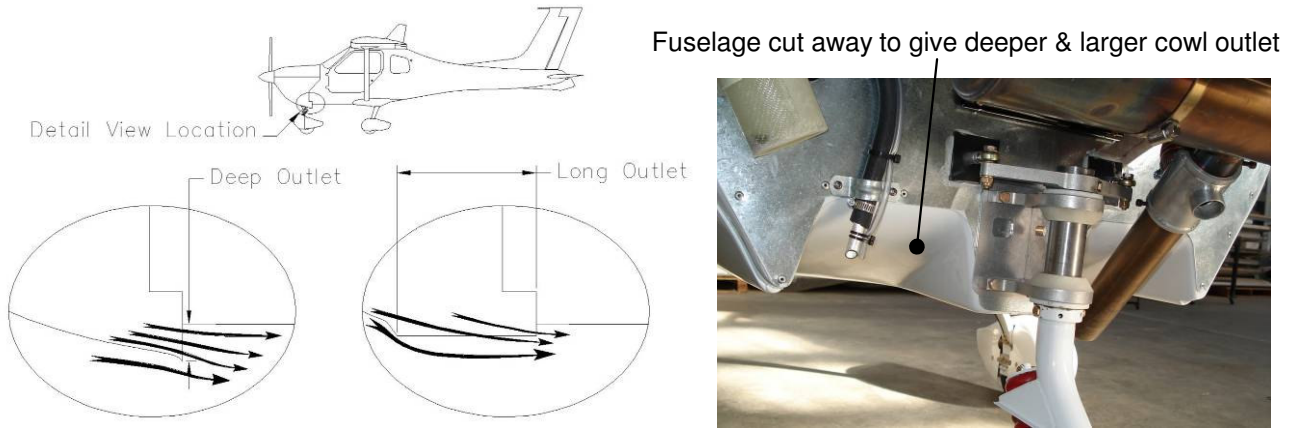 Fuselage cut away to give deeper & larger cowl outlet
Detail View Location
Deep Outlet
Long Outlet